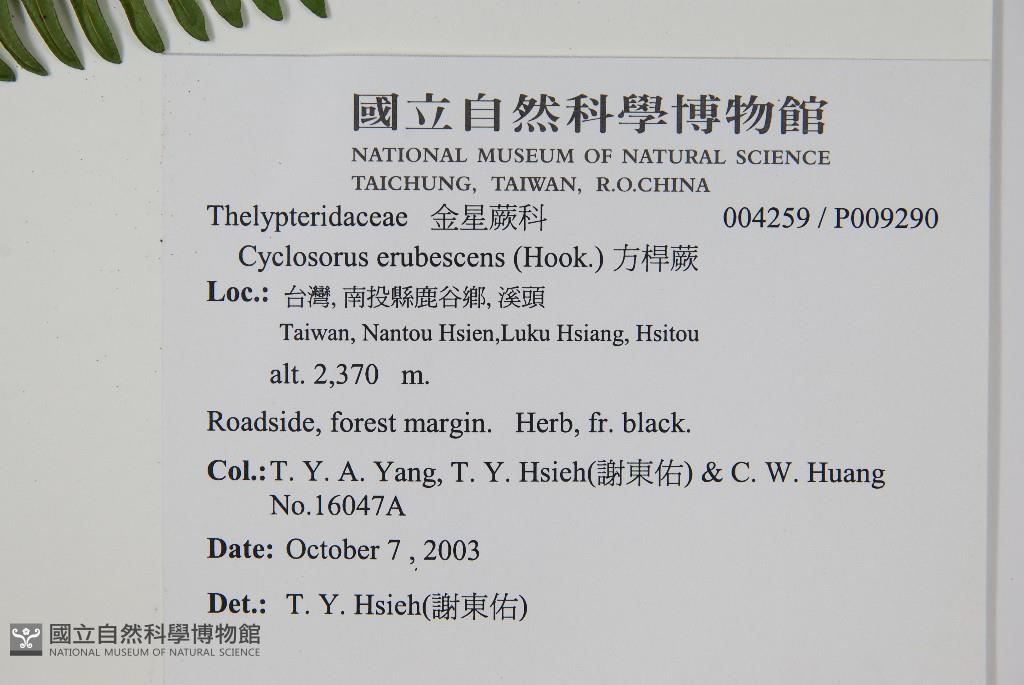 國立自然科學博物館
NATIONAL MUSEUM OF NATURAL SCIENCE
TAICHUNG, TAIWAN, R.O.CHINA
Thelypteridaceae 金星蕨科 004259 / P009290
Cyclosorus erubescens (Hook.) 方桿蕨
Loc.: 台灣, 南投縣鹿谷鄉, 溪頭
Taiwan, Nantou Hsien,Luku Hsiang, Hsitou
alt. 2,370 m.
Roadside, forest margin. Herb, fr. black.
Col.: T. Y. A. Yang, T. Y. Hsieh(謝東佑) & C. W. Huang
No.16047A
Date: October 7 , 2003
Det.: T. Y. Hsieh(謝東佑)
國立自然科學博物館
NATIONAL MUSEUM OF NATURAL SCIENCE